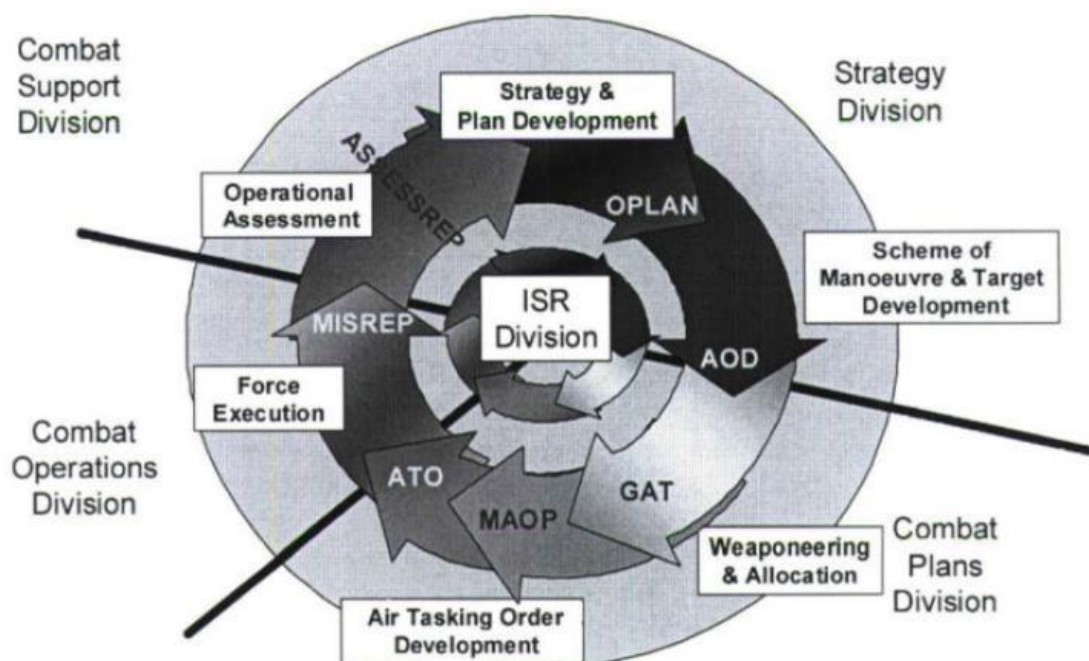 Combat
Support
Division
Strategy &
Plan Development
Strategy
Division
ASSESSREP
Operational
Assessment
OPLAN
Scheme of
Manoeuvre & Target
Development
ISR
Division
MISREP
AOD
Force
Execution
Combat
Operations
Division
ATO
MAOP
GAT
Weaponeering
& Allocation
Combat
Plans
Division
Air Tasking Order
Development